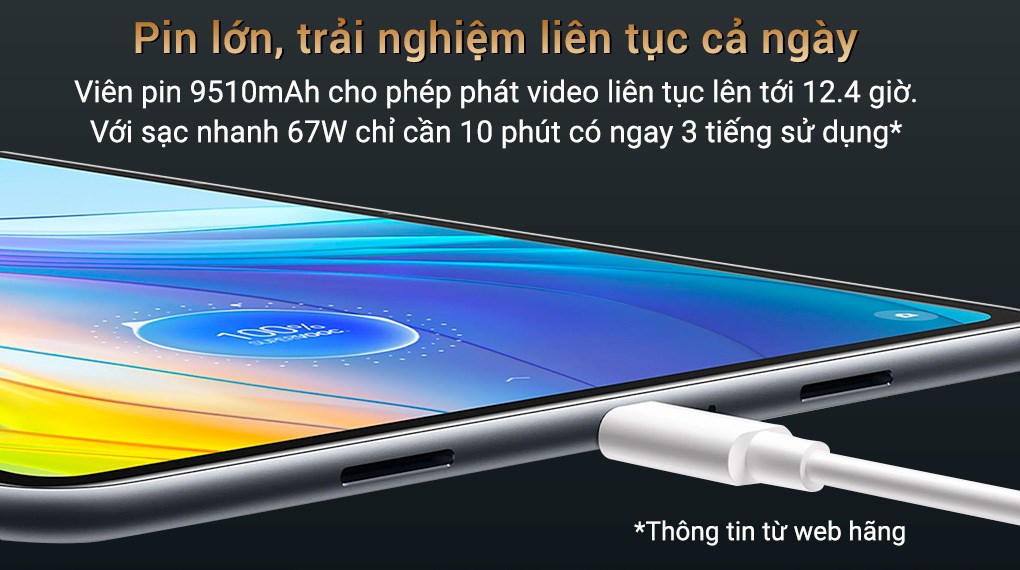 Pin lớn, trải nghiệm liên tục cả ngày
Viên pin 9510mAh cho phép phát video liên tục lên tới 12.4 giờ.
Với sạc nhanh 67W chỉ cần 10 phút có ngay 3 tiếng sử dụng*
100%
SUPERVOOC
*Thông tin từ web hãng